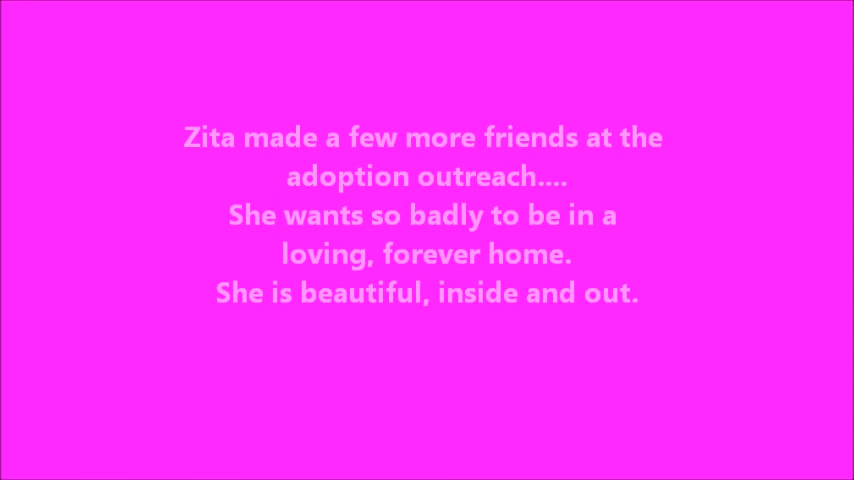 Zita made a few more friends at the
adoption outreach....
She wants so badly to be in a
loving, forever home.
She is beautiful, inside and out.